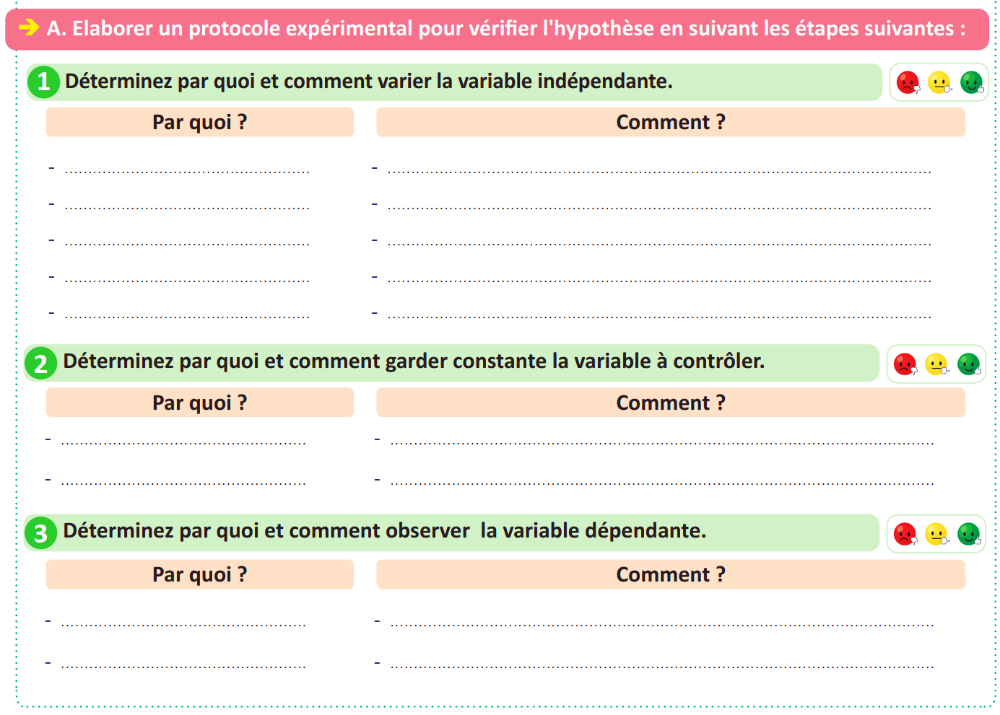 A. Elaborer un protocole expérimental pour vérifier l'hypothèse en suivant les étapes suivantes :
1 Déterminez par quoi et comment varier la variable indépendante.
Par quoi ? Comment ?
- .................................................... - ....................................................................................................................
- .................................................... - ....................................................................................................................
- .................................................... - ....................................................................................................................
- .................................................... - ....................................................................................................................
- .................................................... - ....................................................................................................................
2 Déterminez par quoi et comment garder constante la variable à contrôler.
Par quoi ? Comment ?
- .................................................... - ....................................................................................................................
- .................................................... - ....................................................................................................................
3 Déterminez par quoi et comment observer la variable dépendante.
Par quoi ? Comment ?
- .................................................... - ....................................................................................................................
- .................................................... - ....................................................................................................................